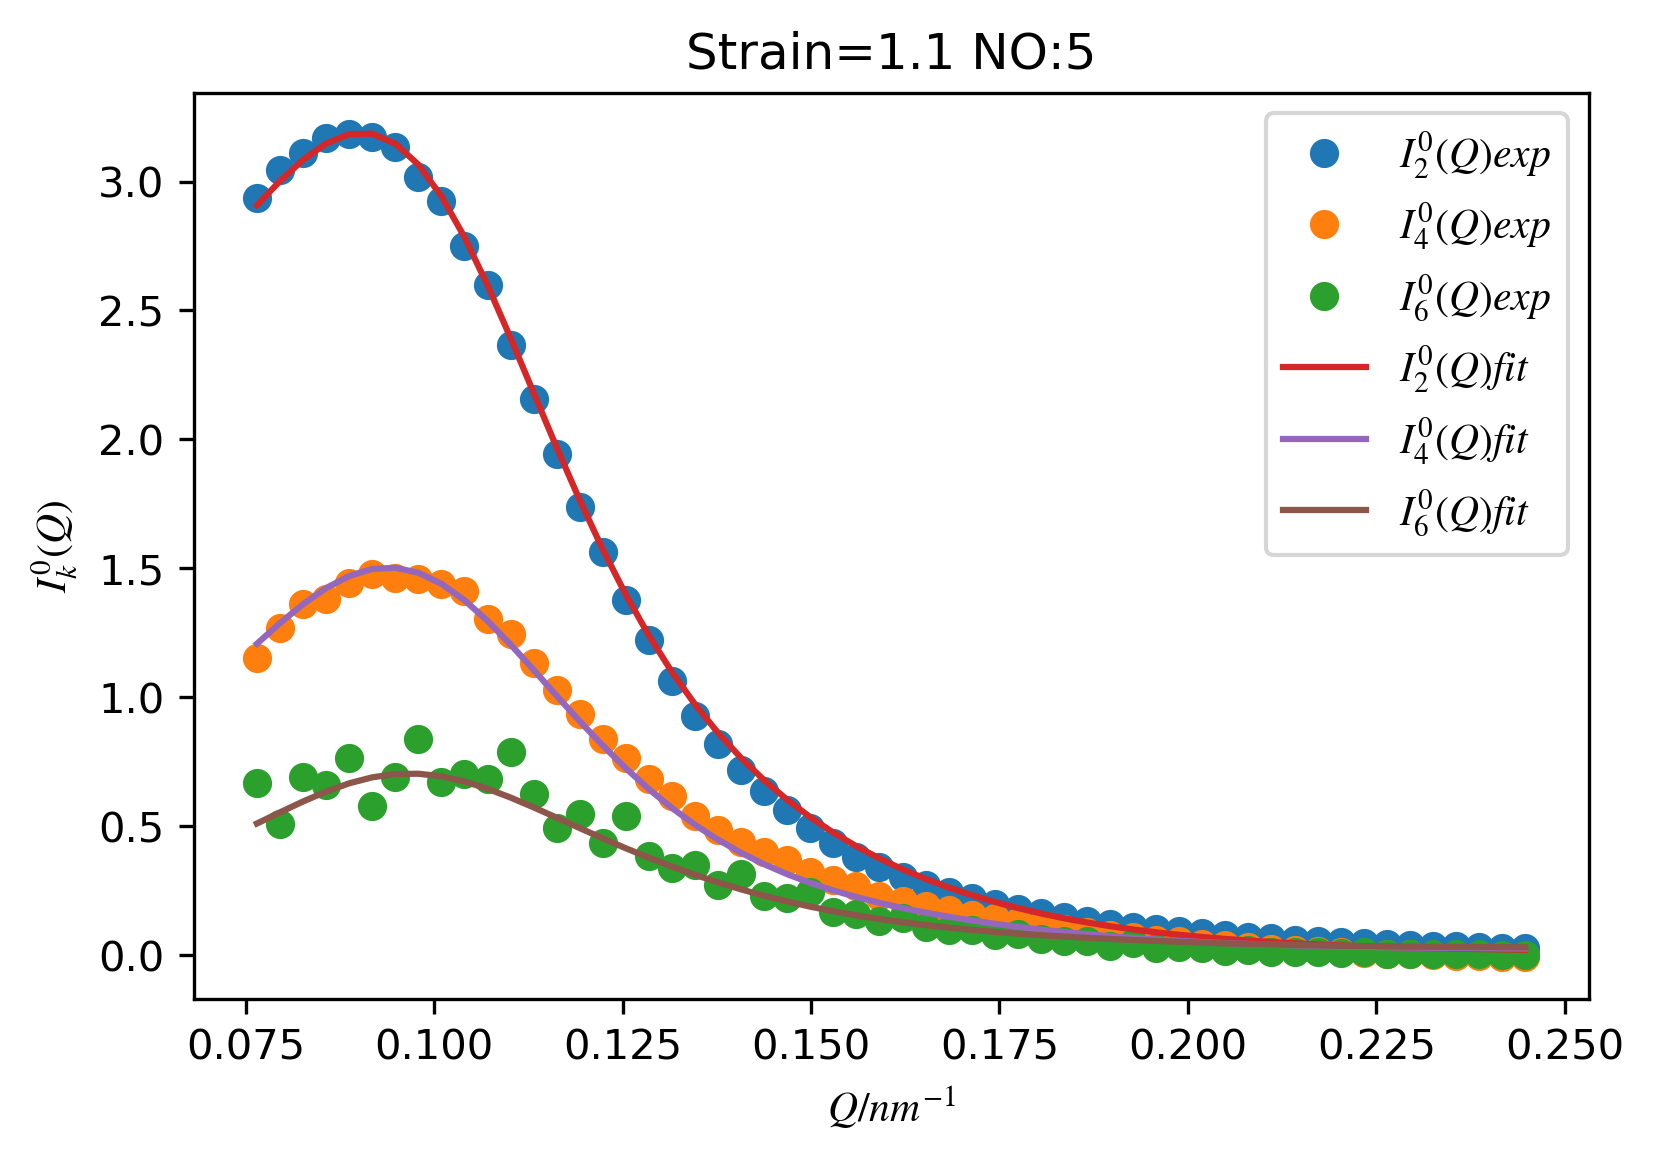 Strain=1.1 NO:5
I_2^0(Q)exp
I_4^0(Q)exp
I_6^0(Q)exp
I_2^0(Q)fit
I_4^0(Q)fit
I_6^0(Q)fit
I_k^0(Q)
3.0
2.5
2.0
1.5
1.0
0.5
0.0
0.075 0.100 0.125 0.150 0.175 0.200 0.225 0.250
Q/nm^{-1}